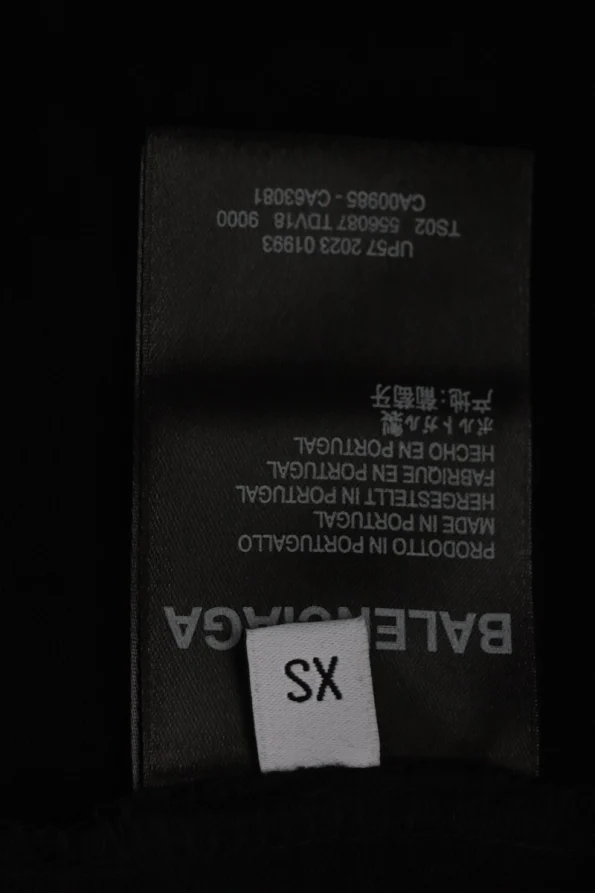 XS
BALENCIAGA
PRODOTTO IN PORTUGALLO
MADE IN PORTUGAL
HERGESTELLT IN PORTUGAL
FABRIQUE EN PORTUGAL
HECHO EN PORTUGAL
ポルトガル製
产地:葡萄牙
UP57 2023 01993
TS02 556087 TDV18 9000
CA00985 - CA63081